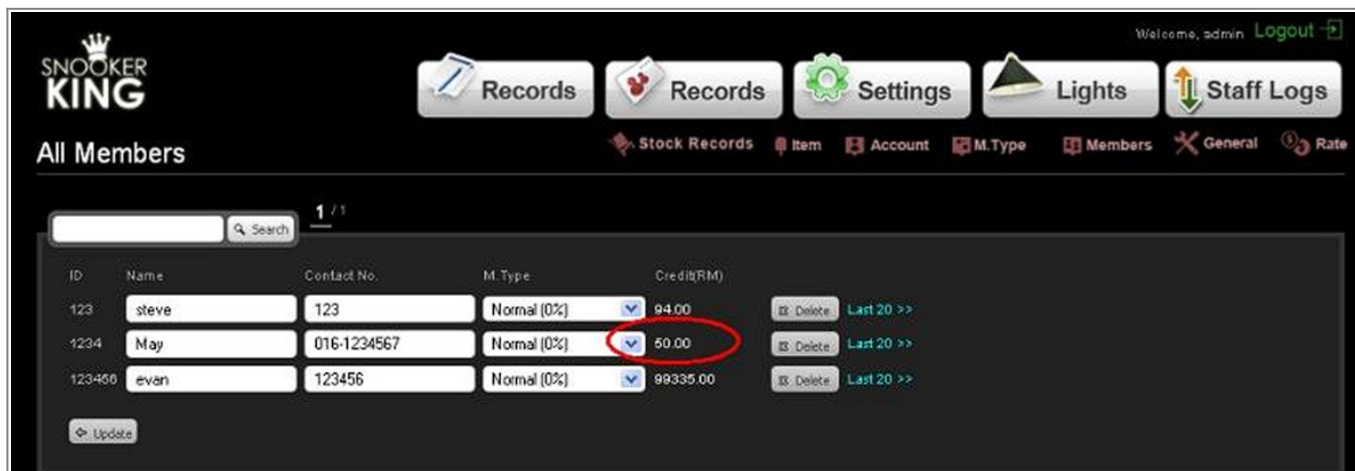 Welcome, admin Logout
SNOOKER
KING
Records Records Settings Lights Staff Logs
All Members
Stock Records Item Account M.Type Members General Rate
Search 1 / 1
ID Name Contact No. M.Type Credit(RM)
123 steve 123 Normal (0%) 94.00 Delete Last 20 >>
1234 May 016-1234567 Normal (0%) 50.00 Delete Last 20 >>
123456 evan 123456 Normal (0%) 99335.00 Delete Last 20 >>
Update